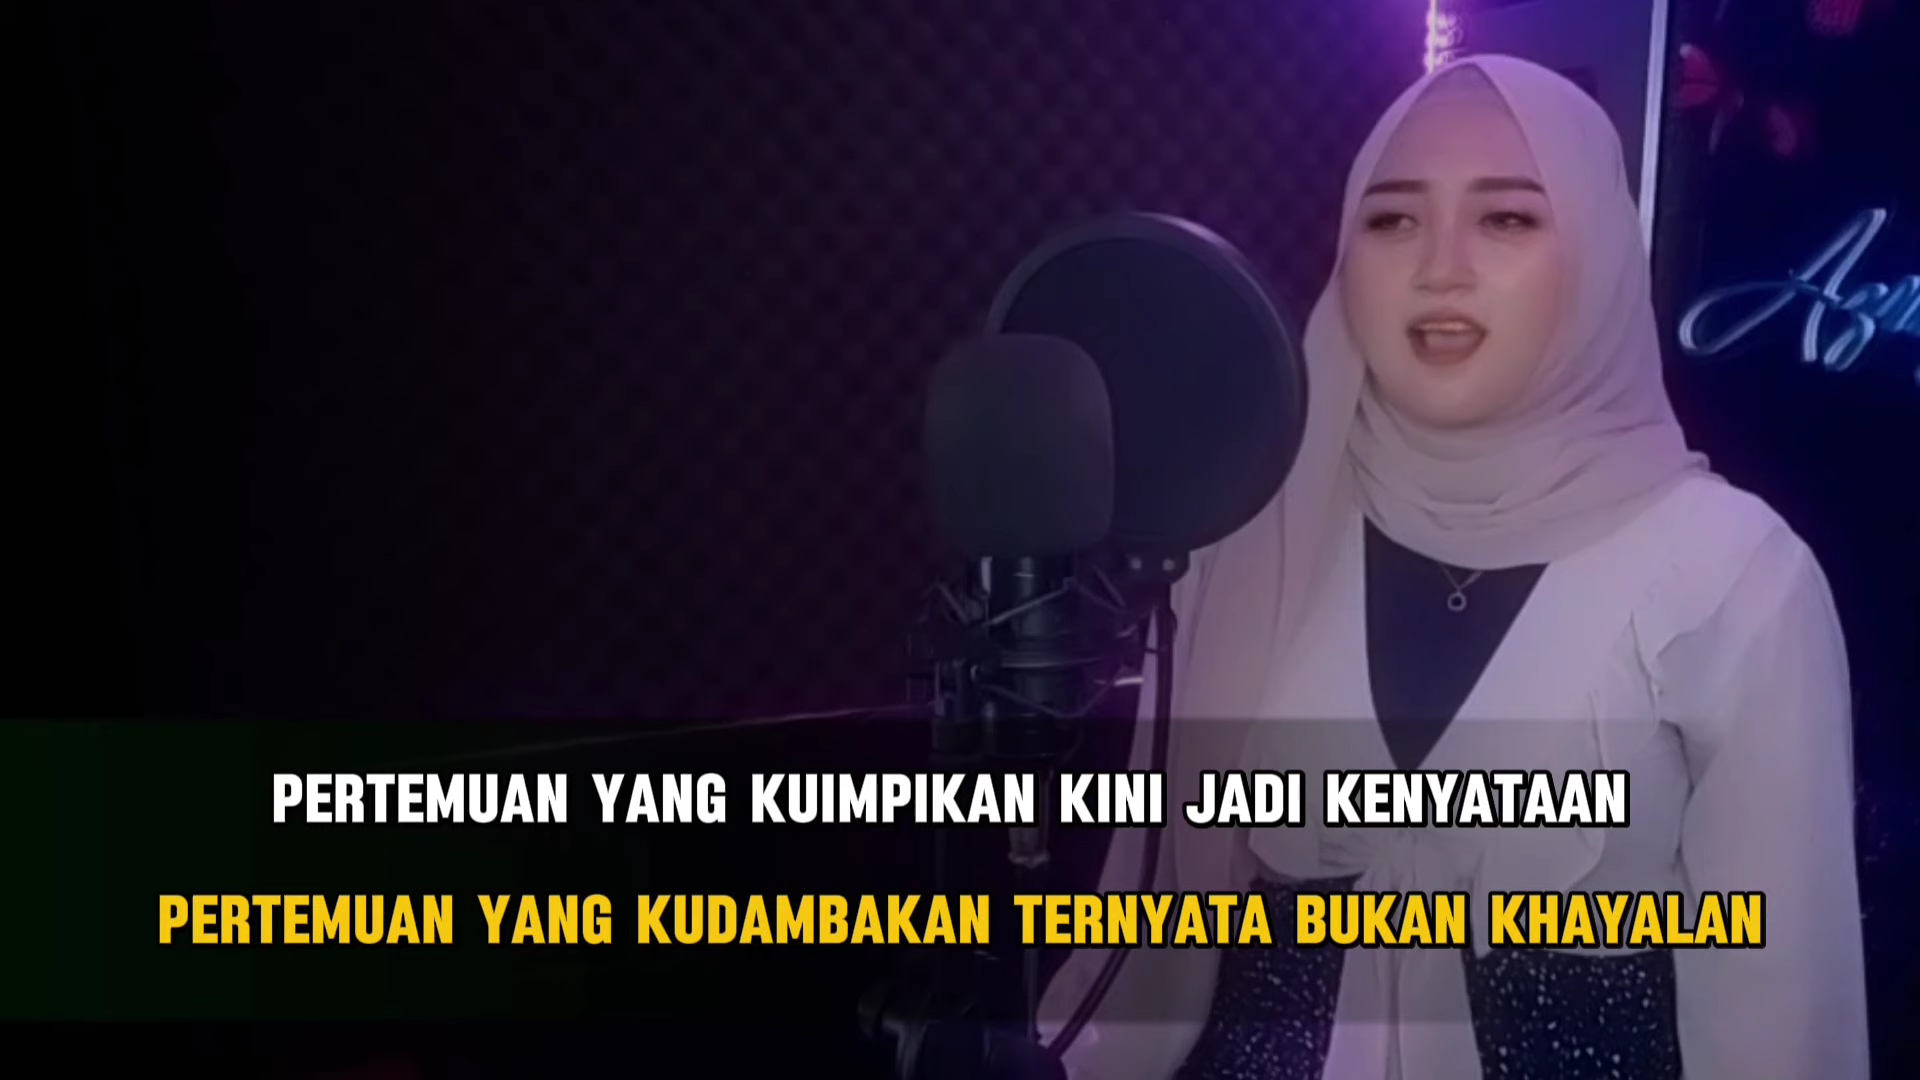 PERTEMUAN YANG KUIMPIKAN KINI JADI KENYATAAN
PERTEMUAN YANG KUDAMBAKAN TERNYATA BUKAN KHAYALAN